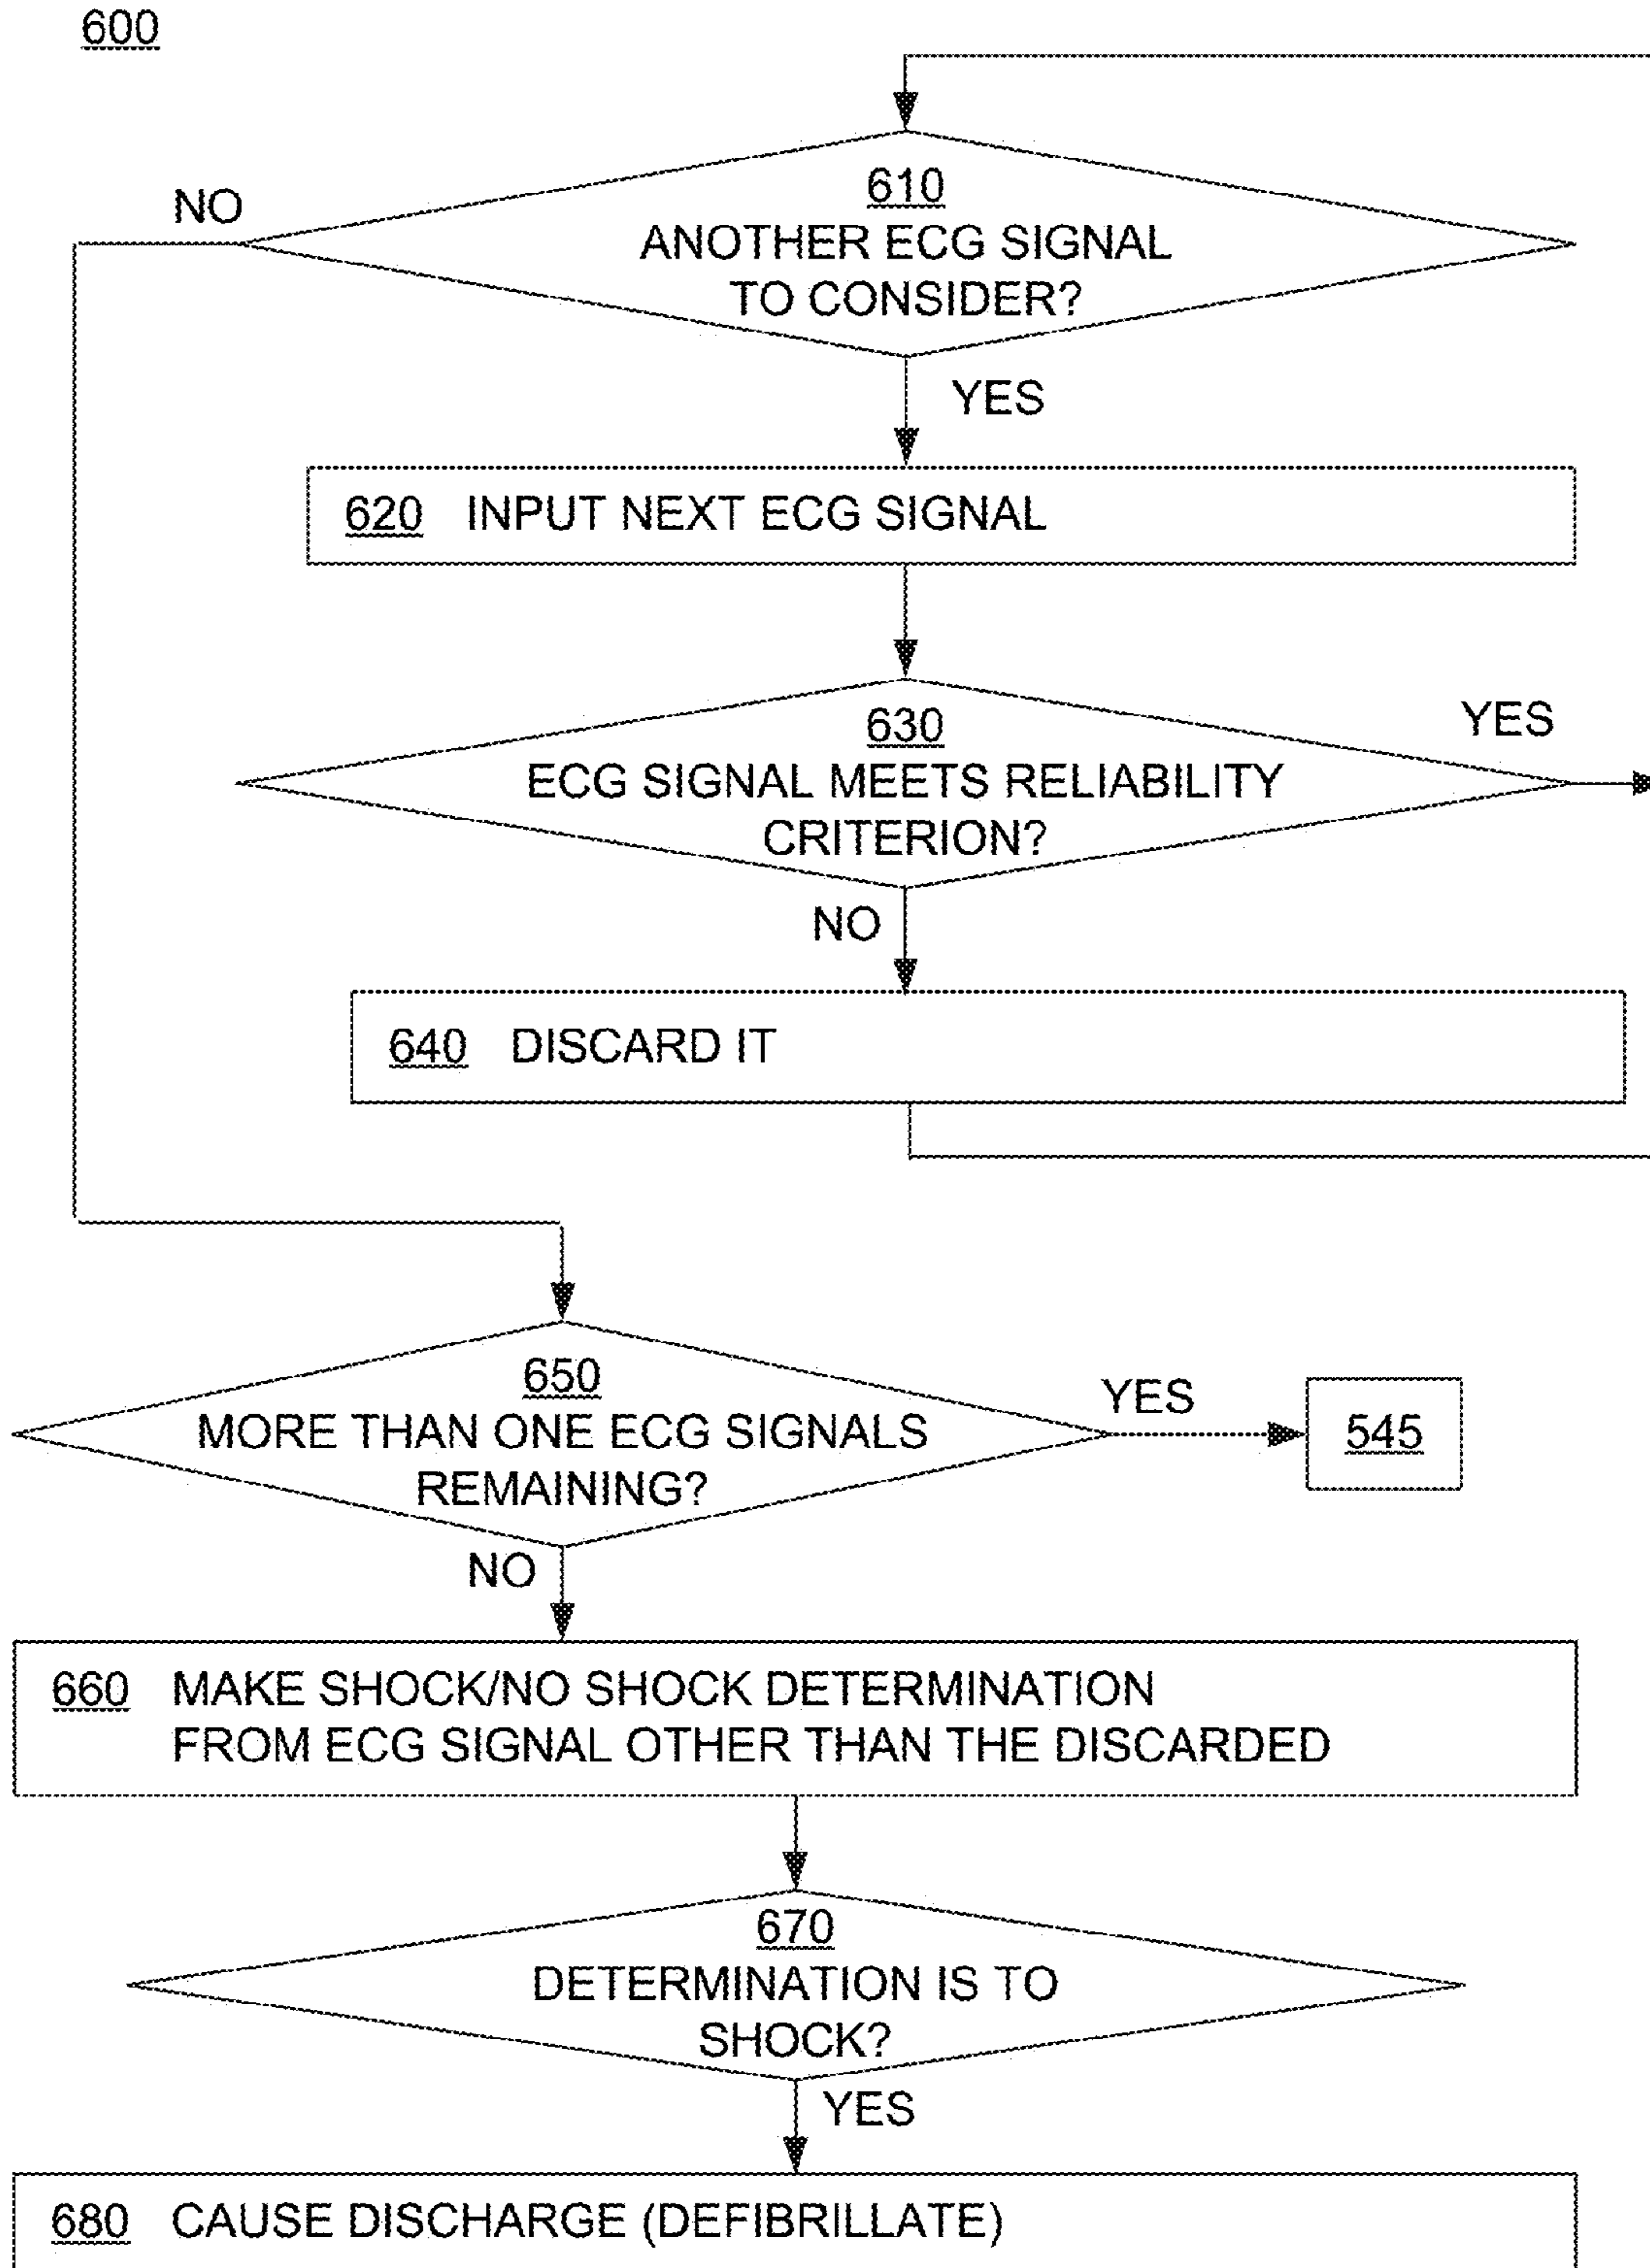 600
NO
610
ANOTHER ECG SIGNAL
TO CONSIDER?
YES
620 INPUT NEXT ECG SIGNAL
YES
630
ECG SIGNAL MEETS RELIABILITY
CRITERION?
NO
640 DISCARD IT
650
MORE THAN ONE ECG SIGNALS
REMAINING?
YES
545
NO
660 MAKE SHOCK/NO SHOCK DETERMINATION
FROM ECG SIGNAL OTHER THAN THE DISCARDED
670
DETERMINATION IS TO
SHOCK?
YES
680 CAUSE DISCHARGE (DEFIBRILLATE)